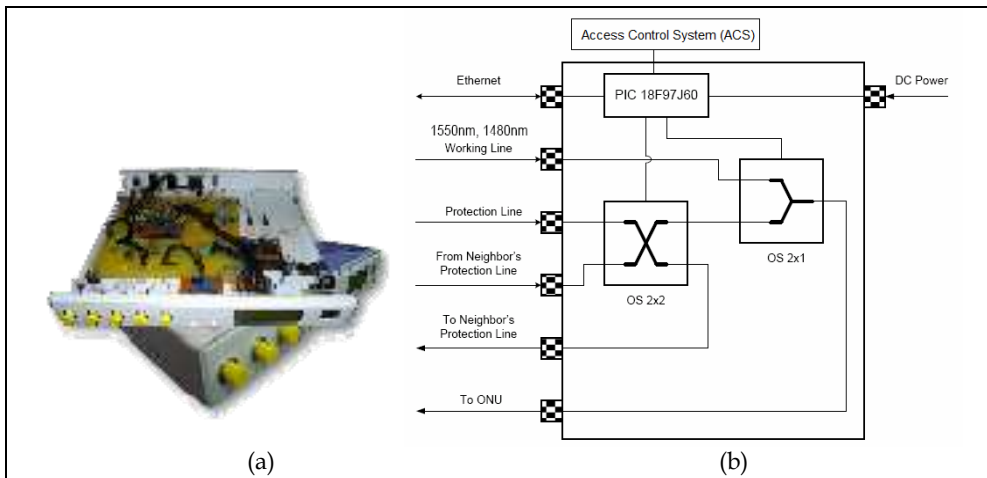 Access Control System (ACS)
Ethernet
PIC 18F97J60
DC Power
1550nm, 1480nm
Working Line
Protection Line
OS 2x1
From Neighbor's
Protection Line
OS 2x2
To Neighbor's
Protection Line
To ONU
(a)
(b)